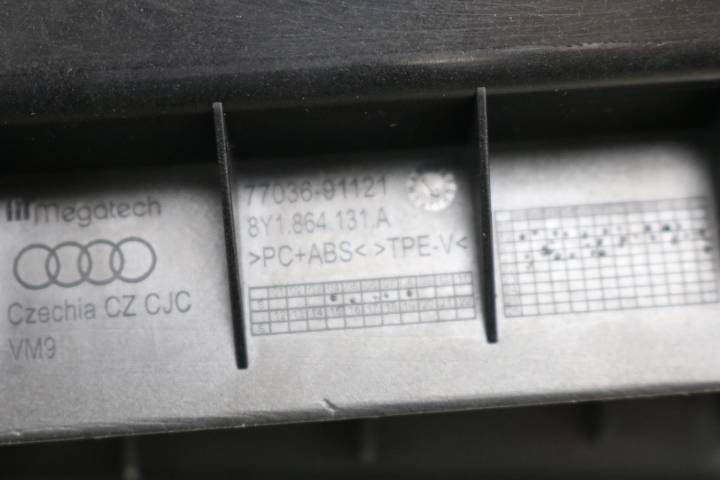 Megatech
Czechia CZ CJC
VM9
77036-91121
8Y1.864.131.A
>PC+ABS< >TPE-V<